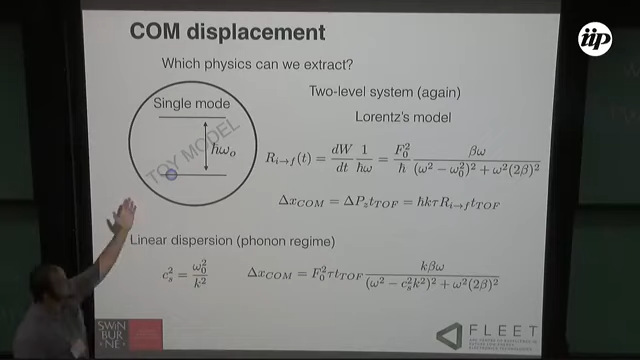 COM displacement
iip
Which physics can we extract?
Single mode
TOY MODEL
ℏω₀
Two-level system (again)
Lorentz's model
R_{i→f}(t) = dW/dt 1/ℏω = F₀²/ℏ βω/((ω² − ω₀²)² + ω²(2β)²)
Δx_{COM} = ΔP_z t_{TOF} = ℏkτR_{i→f}t_{TOF}
Linear dispersion (phonon regime)
c_s² = ω₀²/k²
Δx_{COM} = F₀²τt_{TOF} kβω/((ω² − c_s²k²)² + ω²(2β)²)
SWIN
BUR
NE
FLEET